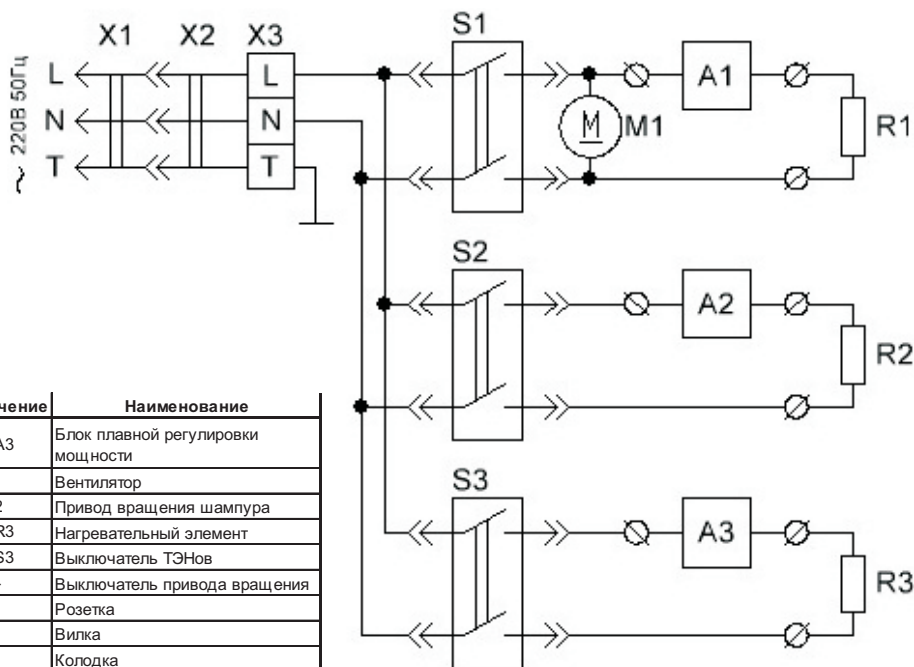 X1 X2 X3
S1
L
L
A1
~ 220В 50Гц
N
N
M
M1
R1
T
T
S2
A2
R2
чение Наименование
А3 Блок плавной регулировки
мощности
Вентилятор
2 Привод вращения шампура
R3 Нагревательный элемент
S3 Выключатель ТЭНов
Выключатель привода вращения
Розетка
Вилка
Колодка
S3
A3
R3